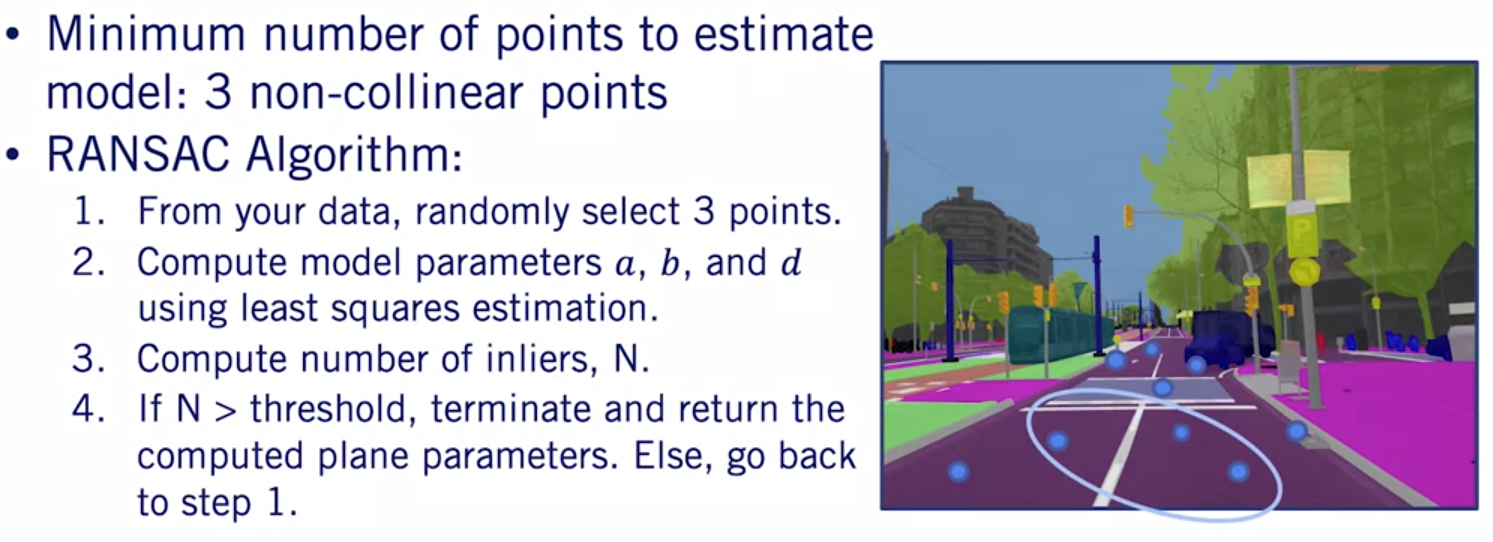 • Minimum number of points to estimate
model: 3 non-collinear points
• RANSAC Algorithm:
1. From your data, randomly select 3 points.
2. Compute model parameters a, b, and d
using least squares estimation.
3. Compute number of inliers, N.
4. If N > threshold, terminate and return the
computed plane parameters. Else, go back
to step 1.
P